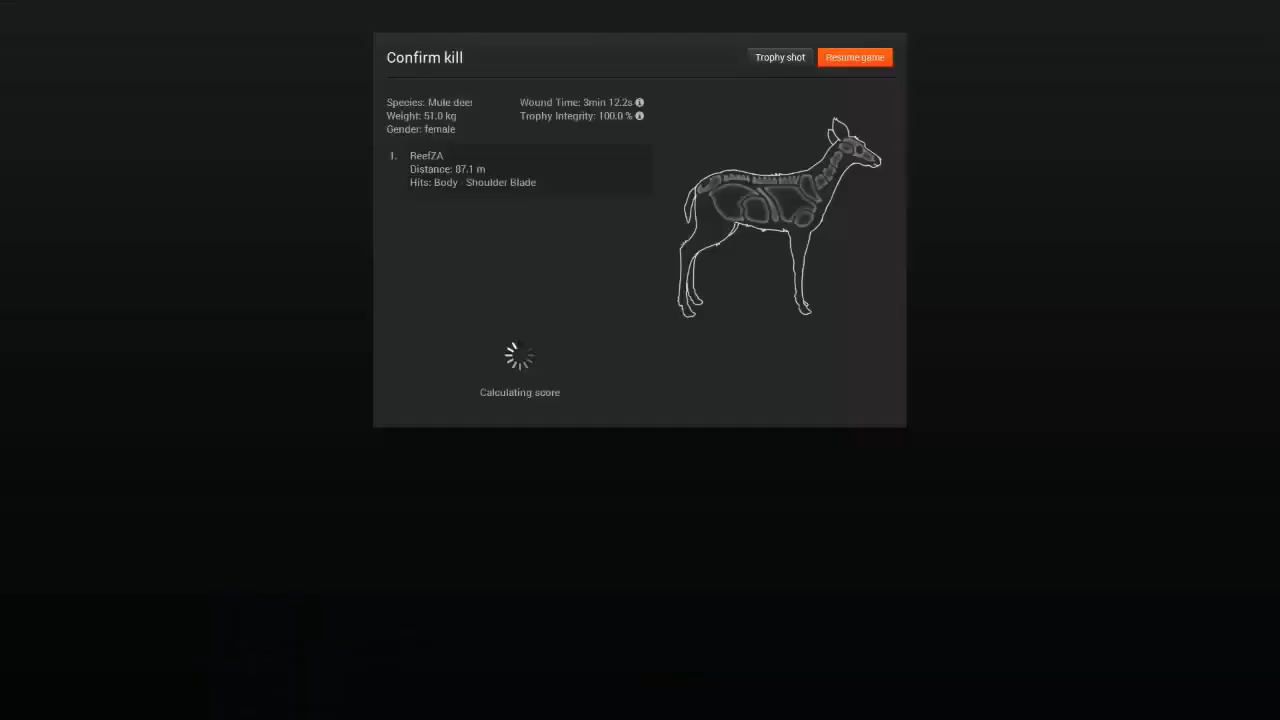 Confirm kill
Trophy shot
Resume game
Species: Mule deer
Weight: 51.0 kg
Gender: female
Wound Time: 3min 12.2s
Trophy Integrity: 100.0 %
1. ReefZA
Distance: 87.1 m
Hits: Body - Shoulder Blade
Calculating score